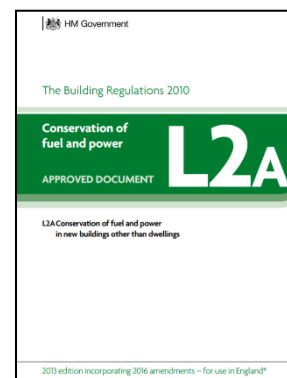 HM Government
The Building Regulations 2010
Conservation of
fuel and power
APPROVED DOCUMENT
L2A
L2A Conservation of fuel and power
in new buildings other than dwellings
2013 edition incorporating 2016 amendments – for use in England*